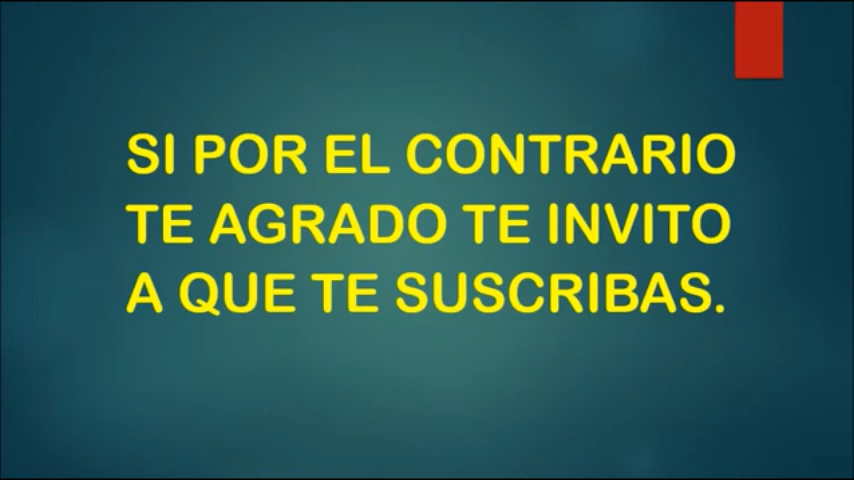 SI POR EL CONTRARIO
TE AGRADO TE INVITO
A QUE TE SUSCRIBAS.